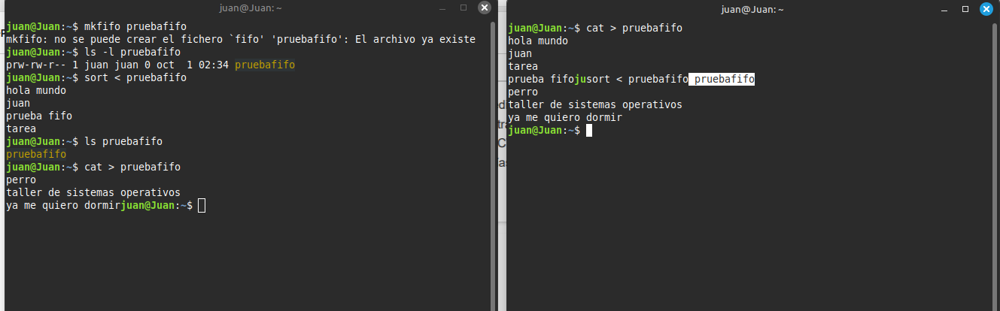 juan@Juan: ~
juan@Juan:~$ mkfifo pruebafifo
mkfifo: no se puede crear el fichero `fifo' 'pruebafifo': El archivo ya existe
juan@Juan:~$ ls -l pruebafifo
prw-rw-r-- 1 juan juan 0 oct  1 02:34 pruebafifo
juan@Juan:~$ sort < pruebafifo
hola mundo
juan
prueba fifo
tarea
juan@Juan:~$ ls pruebafifo
pruebafifo
juan@Juan:~$ cat > pruebafifo
perro
taller de sistemas operativos
ya me quiero dormirjuan@Juan:~$
juan@Juan: ~
juan@Juan:~$ cat > pruebafifo
hola mundo
juan
tarea
prueba fifojusort < pruebafifo pruebafifo
perro
taller de sistemas operativos
ya me quiero dormir
juan@Juan:~$